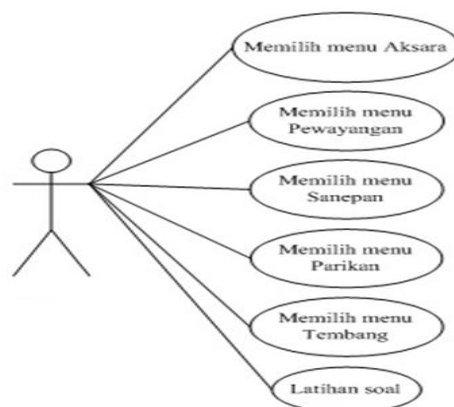 Memilih menu Aksara
Memilih menu
Pewayangan
Memilih menu
Sanepan
Memilih menu
Parikan
Memilih menu
Tembang
Latihan soal